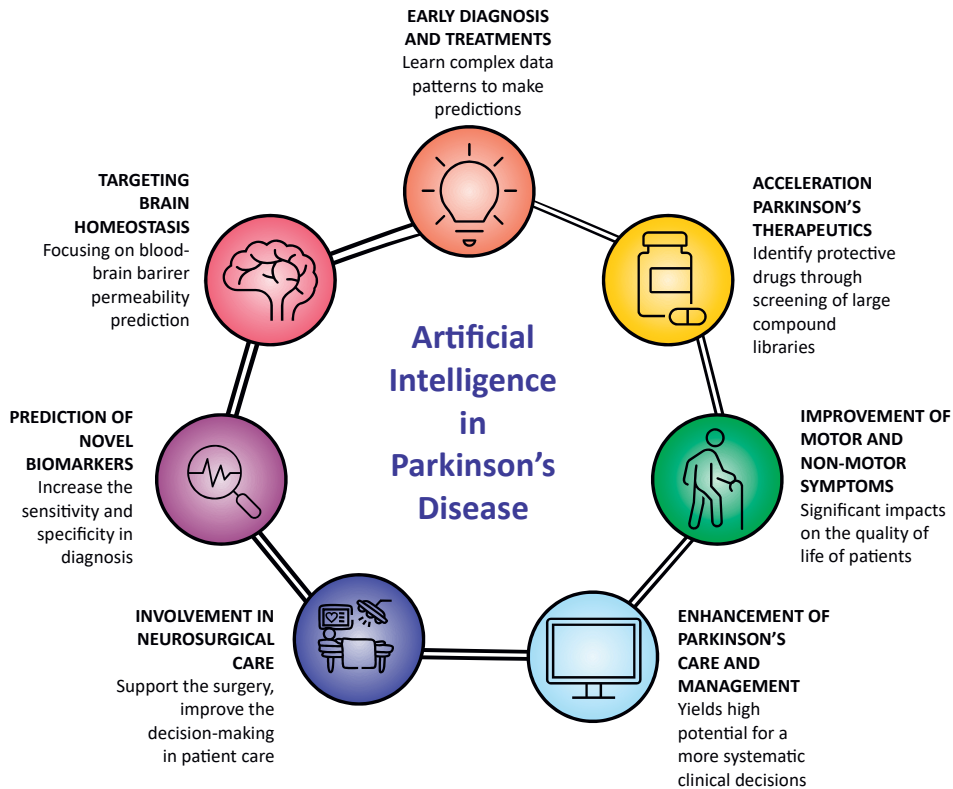 EARLY DIAGNOSIS
AND TREATMENTS
Learn complex data
patterns to make
predictions
TARGETING
BRAIN
HOMEOSTASIS
Focusing on blood-
brain barirer
permeability
prediction
ACCELERATION
PARKINSON'S
THERAPEUTICS
Identify protective
drugs through
screening of large
compound
libraries
Artificial
Intelligence
in
Parkinson's
Disease
PREDICTION OF
NOVEL
BIOMARKERS
Increase the
sensitivity and
specificity in
diagnosis
IMPROVEMENT OF
MOTOR AND
NON-MOTOR
SYMPTOMS
Significant impacts
on the quality of
life of patients
INVOLVEMENT IN
NEUROSURGICAL
CARE
Support the surgery,
improve the
decision-making
in patient care
ENHANCEMENT OF
PARKINSON'S
CARE AND
MANAGEMENT
Yields high
potential for a
more systematic
clinical decisions